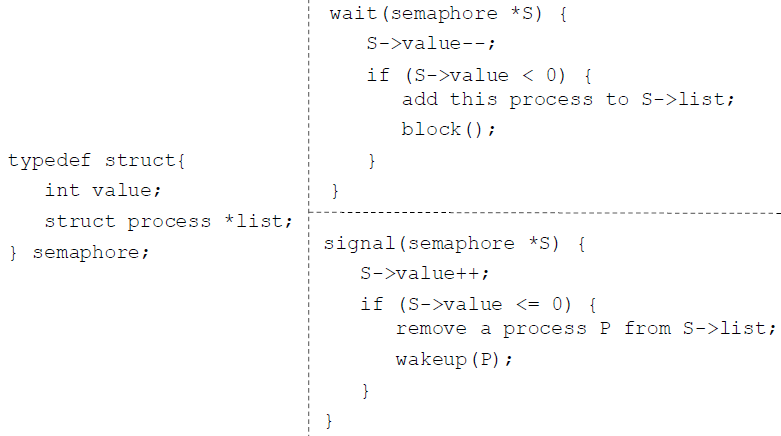 typedef struct{
int value;
struct process *list;
} semaphore;
wait(semaphore *S) {
S->value--;
if (S->value < 0) {
add this process to S->list;
block();
}
}
signal(semaphore *S) {
S->value++;
if (S->value <= 0) {
remove a process P from S->list;
wakeup(P);
}
}